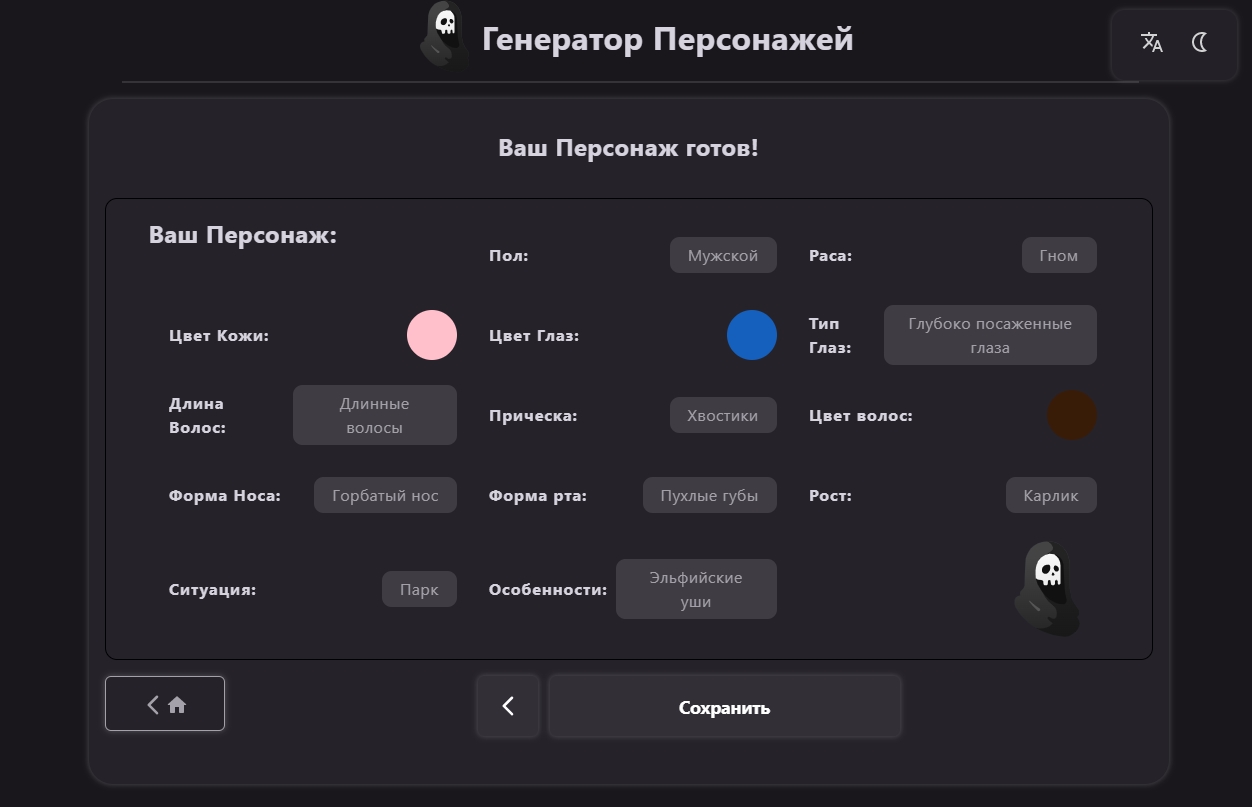 Генератор Персонажей
Ваш Персонаж готов!
Ваш Персонаж:
Пол:
Мужской
Раса:
Гном
Цвет Кожи:
Цвет Глаз:
Тип
Глаз:
Глубоко посаженные
глаза
Длина
Волос:
Длинные
волосы
Прическа:
Хвостики
Цвет волос:
Форма Носа:
Горбатый нос
Форма рта:
Пухлые губы
Рост:
Карлик
Ситуация:
Парк
Особенности:
Эльфийские
уши
Сохранить